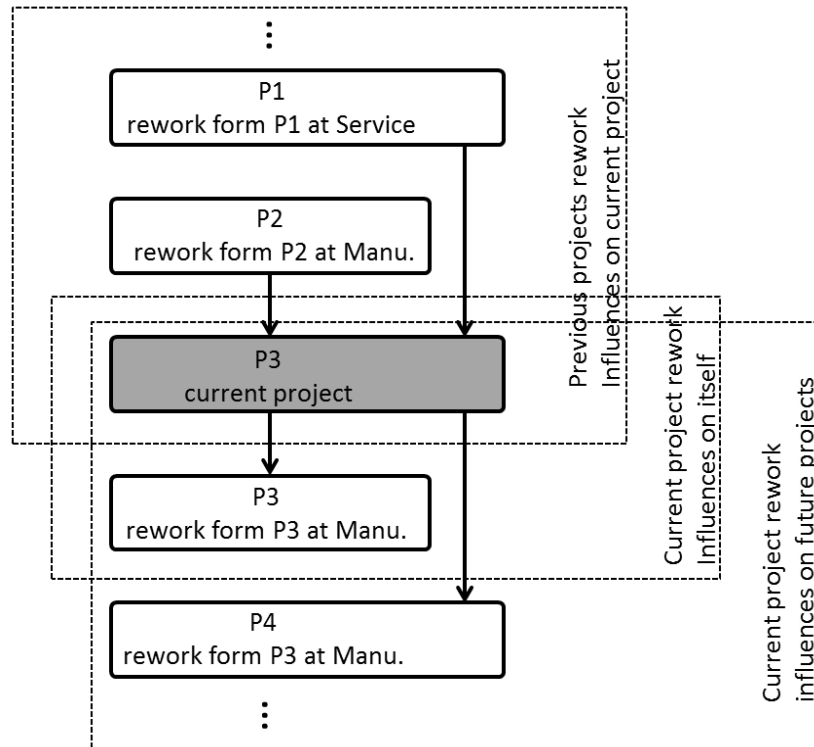 ⋮
P1
rework form P1 at Service
P2
rework form P2 at Manu.
P3
current project
P3
rework form P3 at Manu.
P4
rework form P3 at Manu.
⋮
Previous projects rework
Influences on current project
Current project rework
Influences on itself
Current project rework
influences on future projects